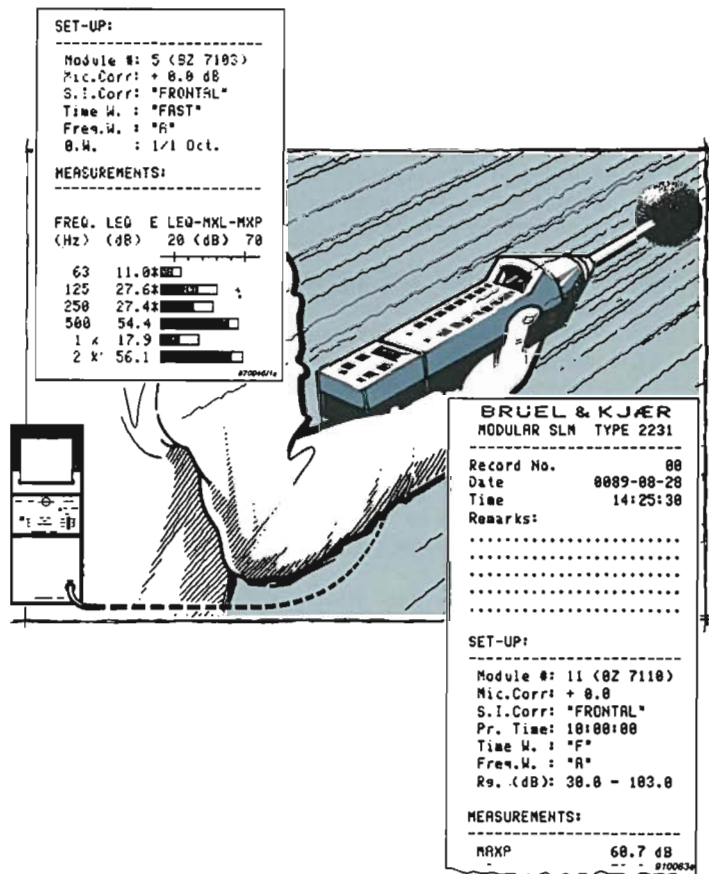 SET-UP:
Module #: 5 (BZ 7103)
Mic.Corr: + 0.0 dB
S.I.Corr: "FRONTAL"
Time W. : "FAST"
Freq.W. : "A"
B.W. : 1/1 Oct.
MEASUREMENTS:
FREQ. LEQ E LEQ-MXL-MXP
(Hz) (dB) 20 (dB) 70
63 11.0*
125 27.6*
250 27.4*
500 54.4
1 K 17.9
2 K 56.1
BRUEL & KJÆR
MODULAR SLM TYPE 2231
Record No. 00
Date 0089-08-28
Time 14:25:30
Remarks:
SET-UP:
Module #: 11 (BZ 7110)
Mic.Corr: + 0.0
S.I.Corr: "FRONTAL"
Pr. Time: 10:00:00
Time W. : "F"
Freq.W. : "A"
Rg. (dB): 30.0 - 103.0
MEASUREMENTS:
MAXP 60.7 dB
910063e